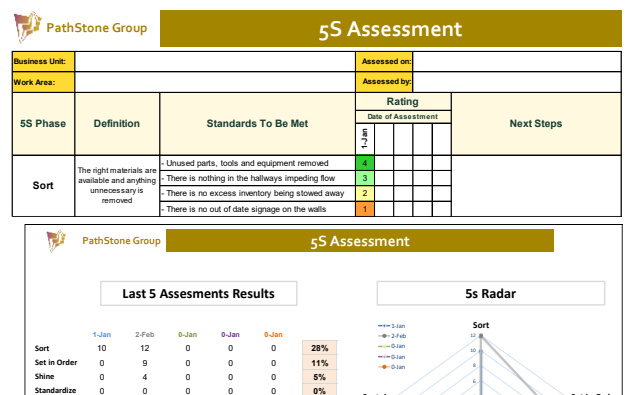 PathStone Group
5S Assessment
Business Unit:
Assessed on:
Work Area:
Assessed by:
5S Phase
Definition
Standards To Be Met
Rating
Date of Assestment
1-Jan
Next Steps
Sort
The right materials are
available and anything
unnecessary is
removed
- Unused parts, tools and equipment removed 4
- There is nothing in the hallways impeding flow 3
- There is no excess inventory being stowed away 2
- There is no out of date signage on the walls 1
PathStone Group
5S Assessment
Last 5 Assesments Results
5s Radar
1-Jan 2-Feb 0-Jan 0-Jan 0-Jan
Sort 10 12 0 0 0 28%
Set in Order 0 9 0 0 0 11%
Shine 0 4 0 0 0 5%
Standardize 0 0 0 0 0 0%
1-Jan
2-Feb
0-Jan
0-Jan
0-Jan
Sort
12
10
8
6